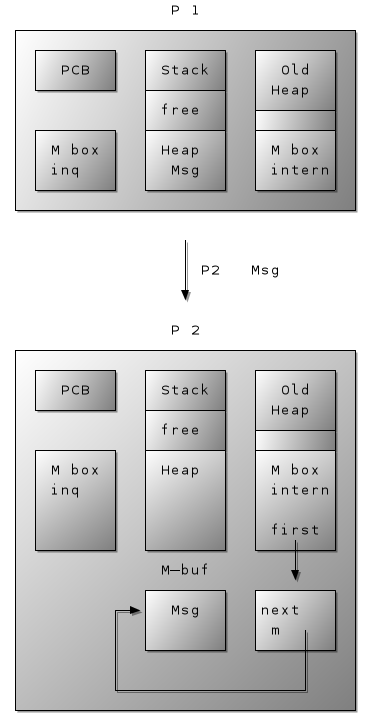 P 1
PCB
Stack
Old
Heap
free
M box
inq
Heap
Msg
M box
intern
P2 Msg
P 2
PCB
Stack
Old
Heap
free
M box
inq
Heap
M box
intern
first
M-buf
Msg
next
m